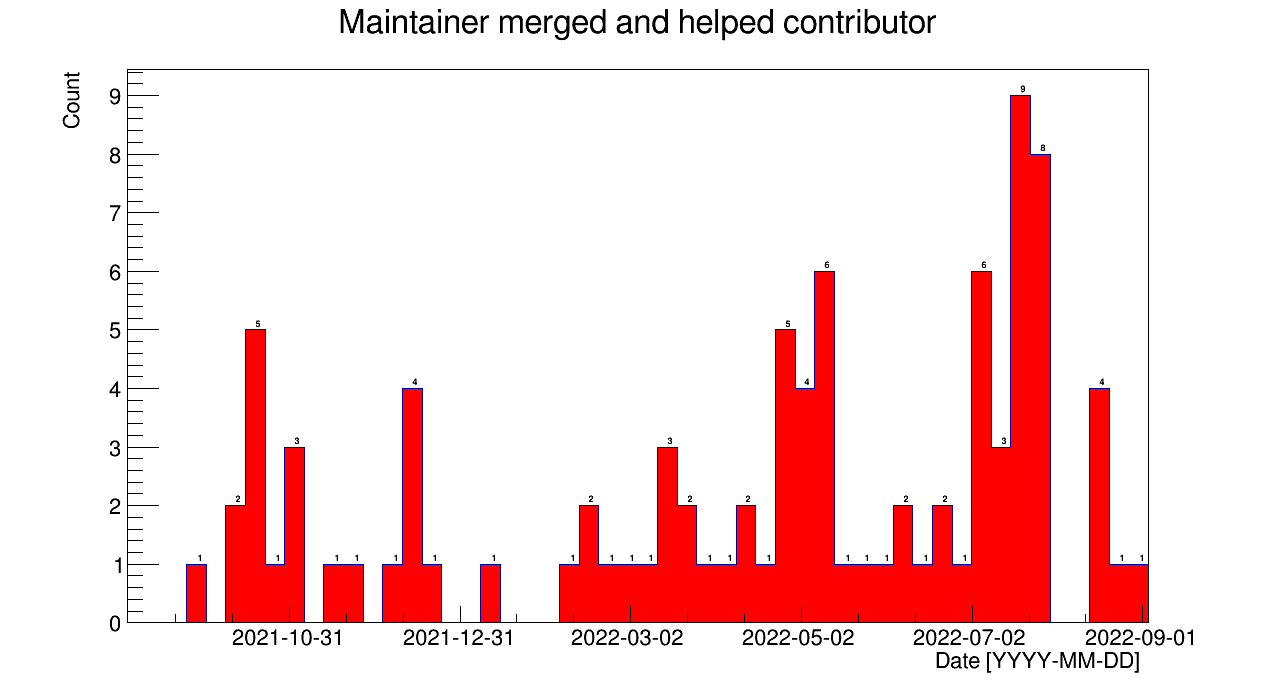 Maintainer merged and helped contributor
Count
9
8
7
6
5
4
3
2
1
0
1 2 5 1 3 1 1 1 4 1 1 1 2 1 1 1 3 2 1 1 2 1 5 4 6 1 1 1 2 1 2 1 6 3 9 8 4 1 1
2021-10-31 2021-12-31 2022-03-02 2022-05-02 2022-07-02 2022-09-01
Date [YYYY-MM-DD]